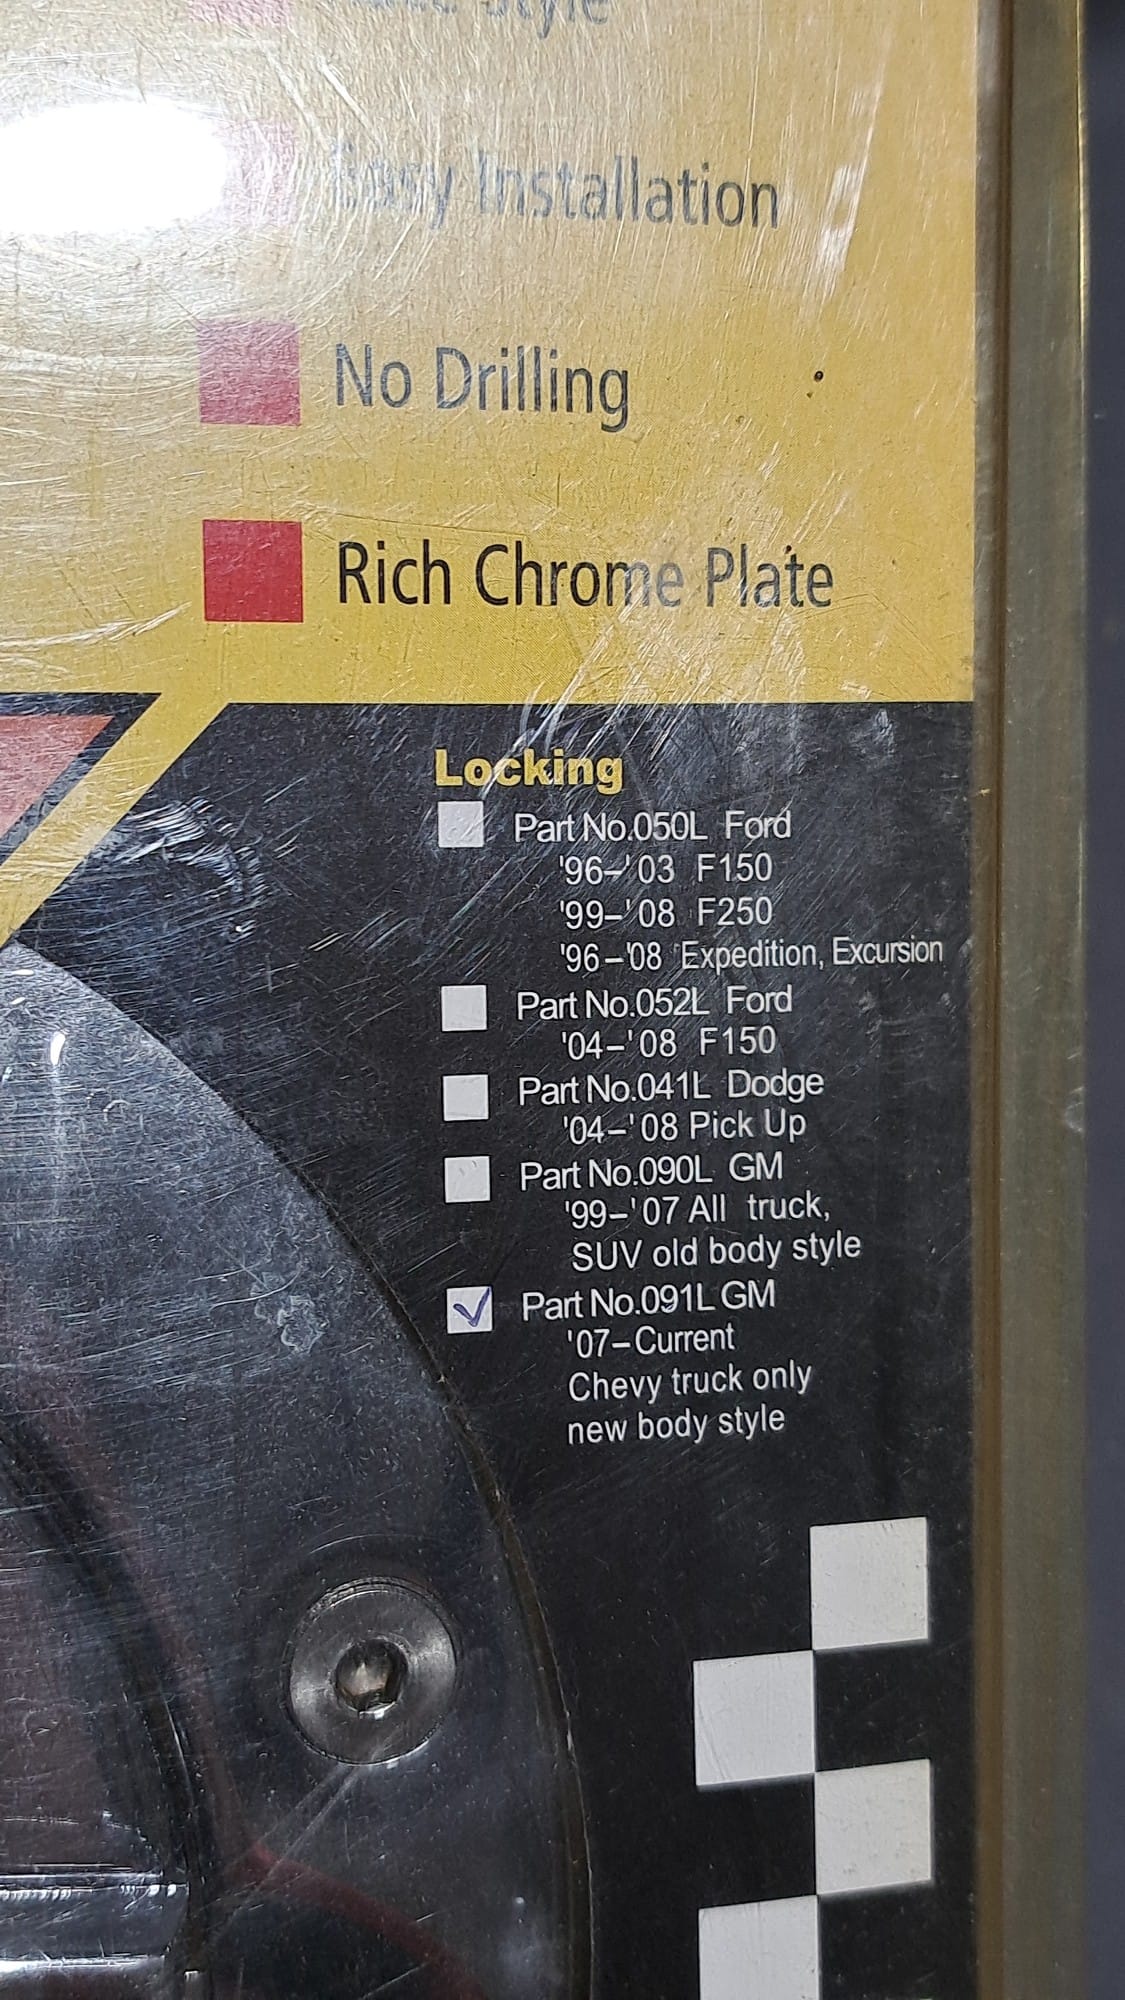 Style
Easy Installation
No Drilling
Rich Chrome Plate
Locking
Part No.050L Ford
'96–'03 F150
'99–'08 F250
'96–'08 Expedition, Excursion
Part No.052L Ford
'04–'08 F150
Part No.041L Dodge
'04–'08 Pick Up
Part No.090L GM
'99–'07 All truck,
SUV old body style
Part No.091L GM
'07–Current
Chevy truck only
new body style